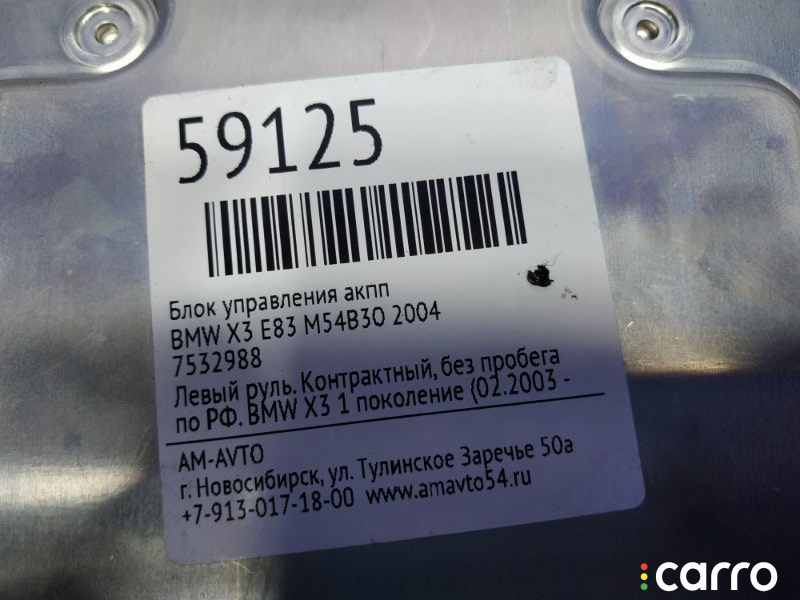 59125
Блок управления акпп
BMW X3 E83 M54B30 2004
7532988
Левый руль. Контрактный, без пробега
по РФ. BMW X3 1 поколение (02.2003 -
AM-AVTO
г. Новосибирск, ул. Тулинское Заречье 50а
+7-913-017-18-00 www.amavto54.ru
carro